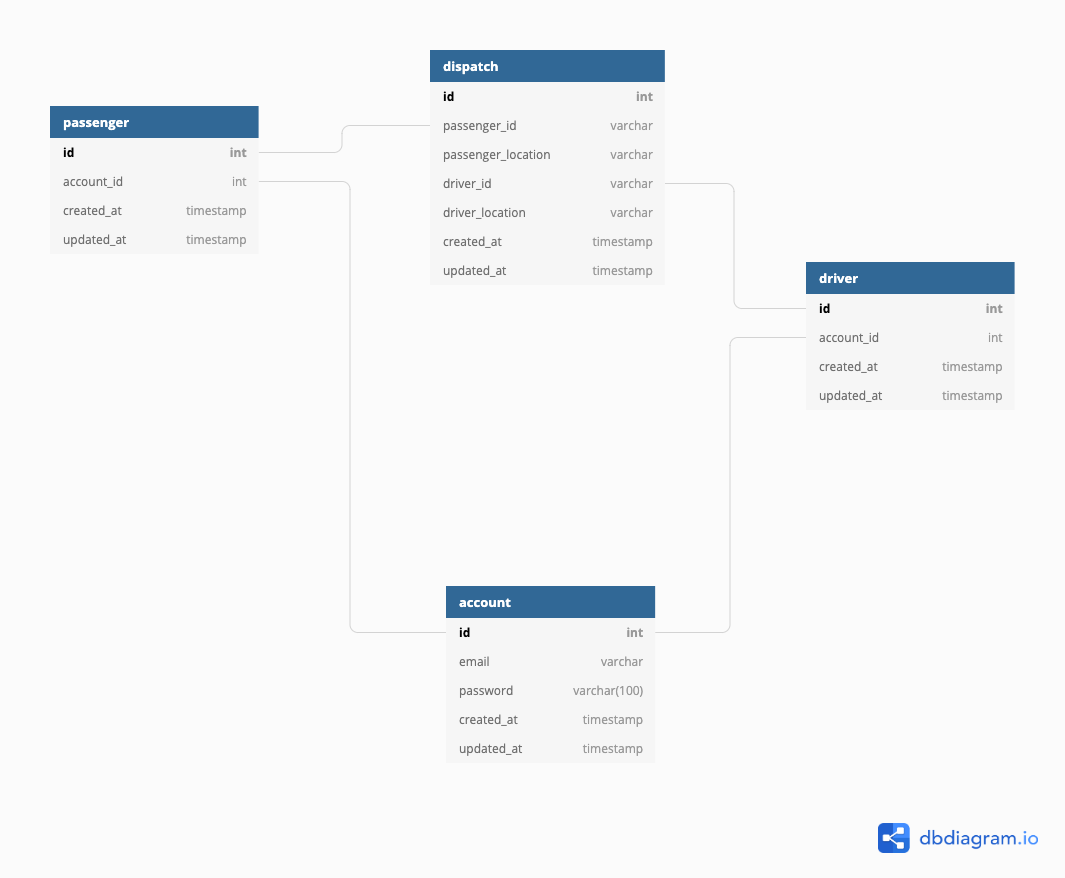 passenger
id int
account_id int
created_at timestamp
updated_at timestamp
dispatch
id int
passenger_id varchar
passenger_location varchar
driver_id varchar
driver_location varchar
created_at timestamp
updated_at timestamp
driver
id int
account_id int
created_at timestamp
updated_at timestamp
account
id int
email varchar
password varchar(100)
created_at timestamp
updated_at timestamp
dbdiagram.io